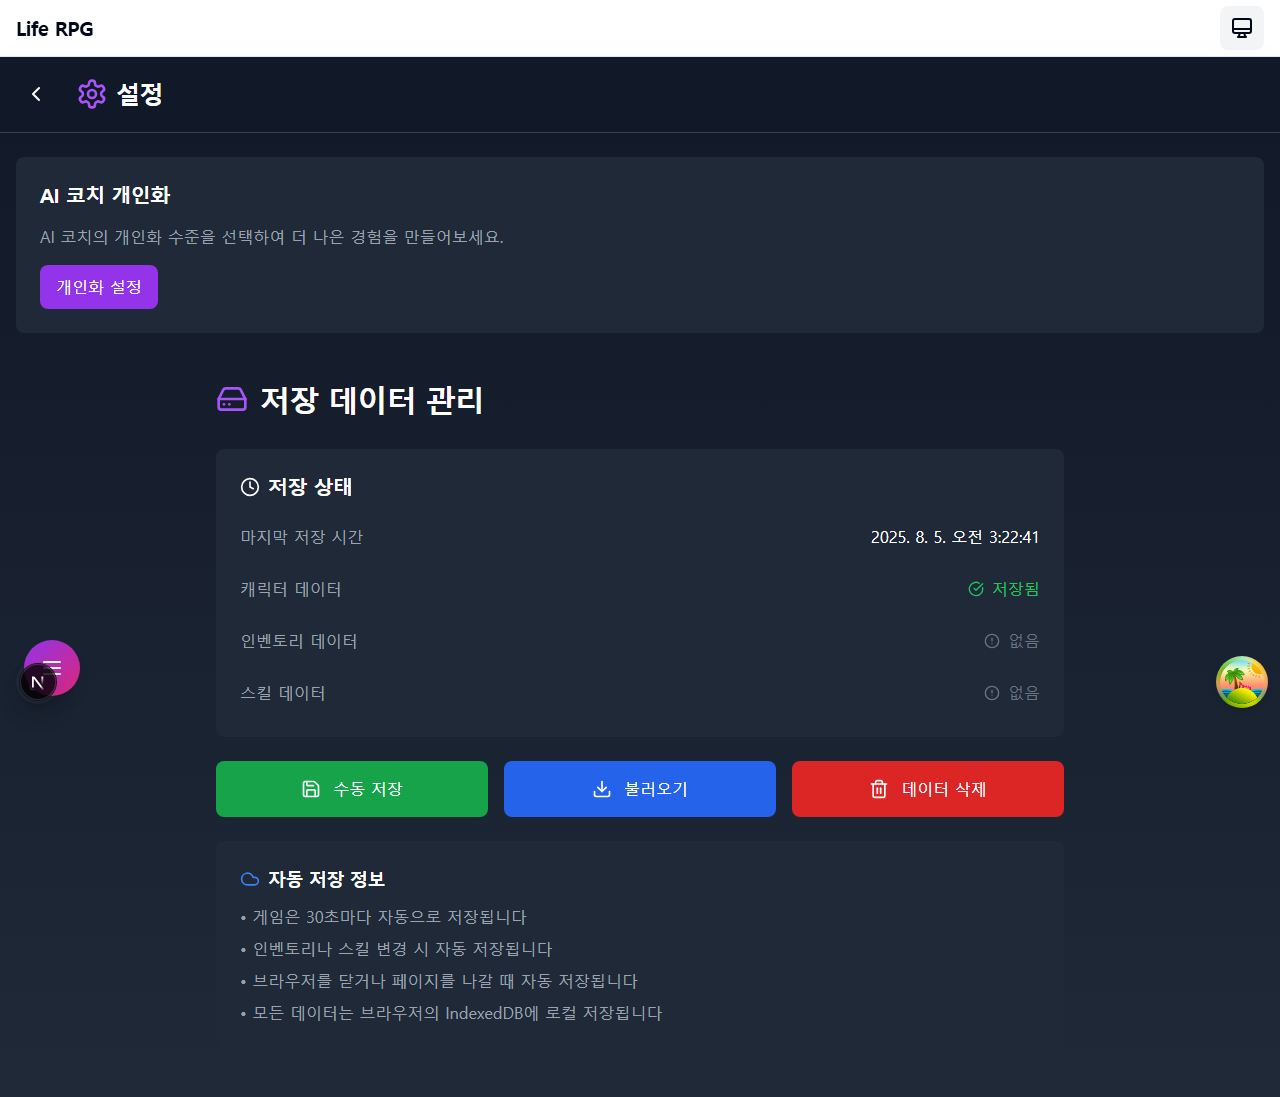 Life RPG
설정
AI 코치 개인화
AI 코치의 개인화 수준을 선택하여 더 나은 경험을 만들어보세요.
개인화 설정
저장 데이터 관리
저장 상태
마지막 저장 시간 2025. 8. 5. 오전 3:22:41
캐릭터 데이터 저장됨
인벤토리 데이터 없음
스킬 데이터 없음
N
수동 저장 불러오기 데이터 삭제
자동 저장 정보
• 게임은 30초마다 자동으로 저장됩니다
• 인벤토리나 스킬 변경 시 자동 저장됩니다
• 브라우저를 닫거나 페이지를 나갈 때 자동 저장됩니다
• 모든 데이터는 브라우저의 IndexedDB에 로컬 저장됩니다